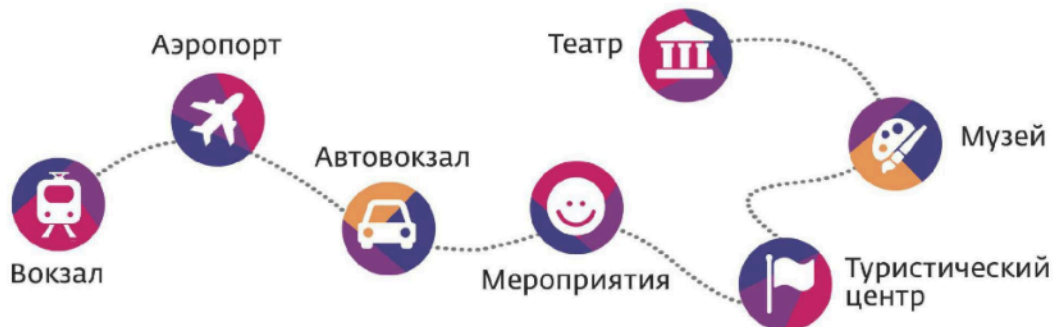 Вокзал
Аэропорт
Автовокзал
Мероприятия
Туристический
центр
Музей
Театр